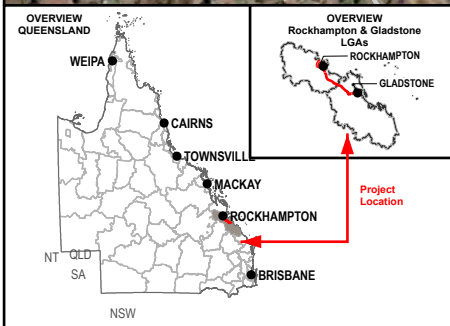 OVERVIEW
QUEENSLAND
WEIPA
CAIRNS
TOWNSVILLE
MACKAY
ROCKHAMPTON
BRISBANE
NT
QLD
SA
NSW
OVERVIEW
Rockhampton & Gladstone
LGAs
ROCKHAMPTON
GLADSTONE
Project
Location